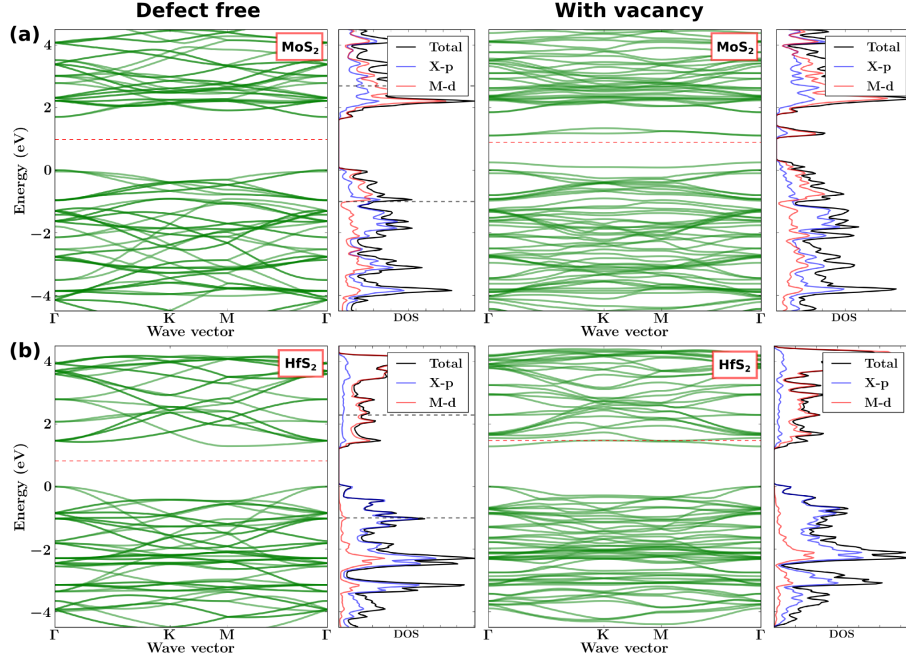 Defect free
With vacancy
(a)
MoS2
Total
X-p
M-d
MoS2
Total
X-p
M-d
Energy (eV)
4
2
0
−2
−4
Γ
K
M
Γ
DOS
Γ
K
M
Γ
DOS
Wave vector
Wave vector
(b)
HfS2
Total
X-p
M-d
HfS2
Total
X-p
M-d
Energy (eV)
4
2
0
−2
−4
Γ
K
M
Γ
DOS
Γ
K
M
Γ
DOS
Wave vector
Wave vector